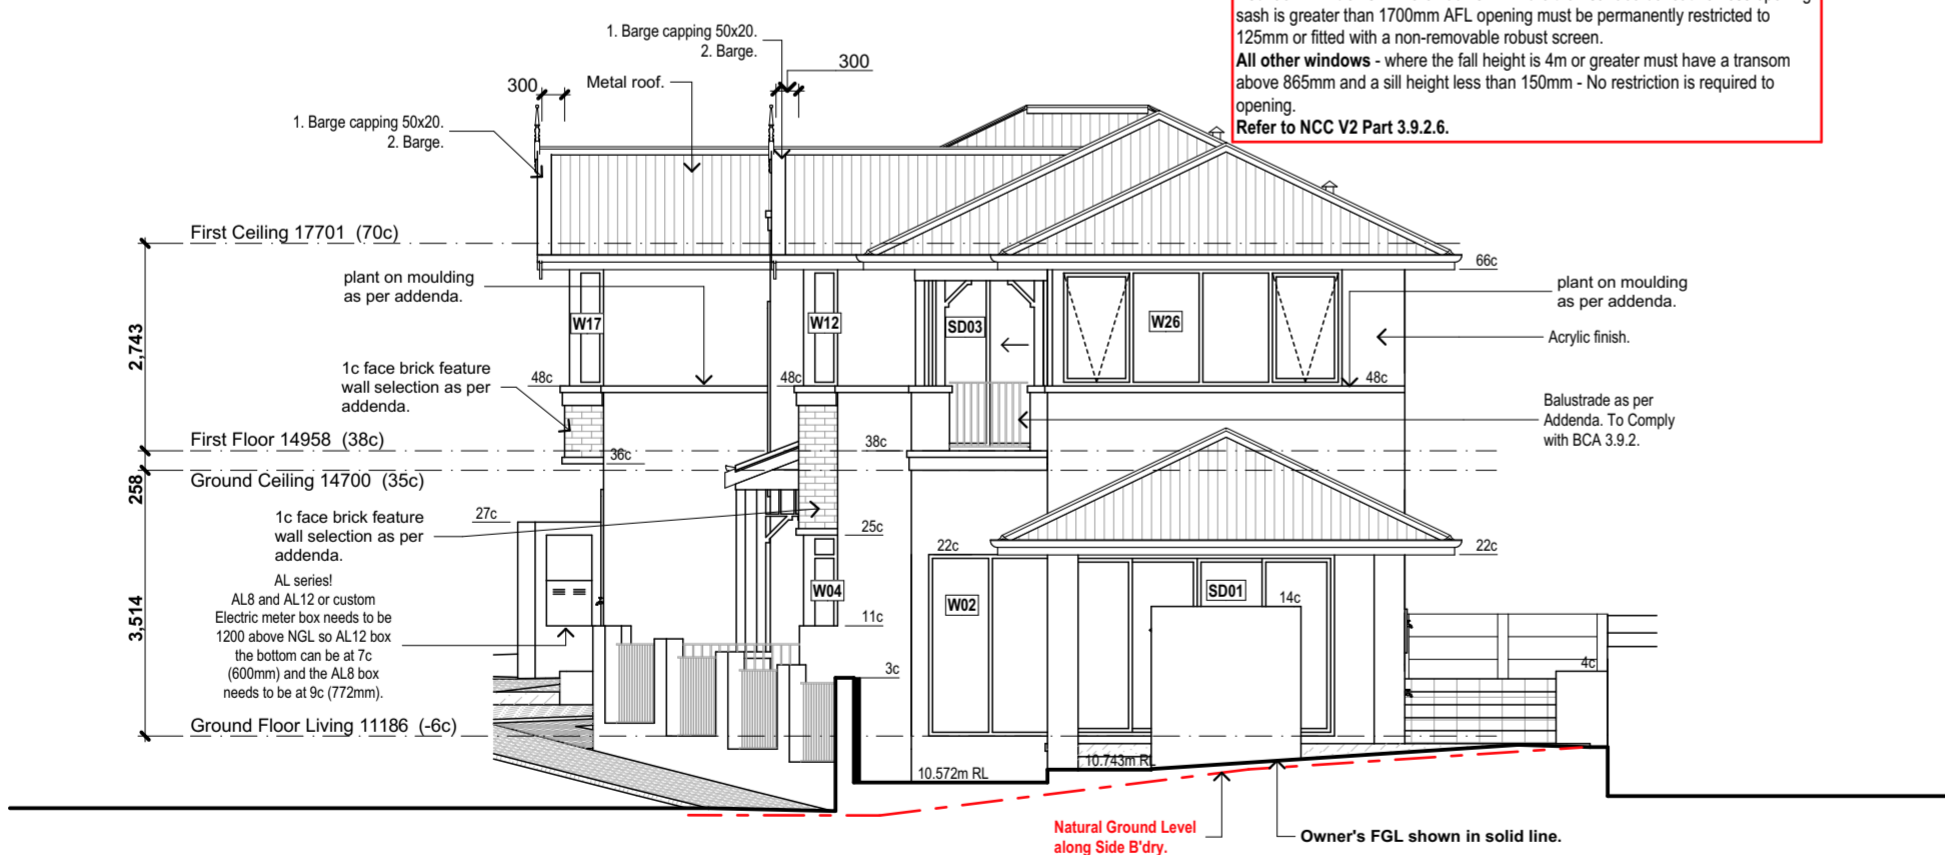 sash is greater than 1700mm AFL opening must be permanently restricted to
125mm or fitted with a non-removable robust screen.
All other windows - where the fall height is 4m or greater must have a transom
above 865mm and a sill height less than 150mm - No restriction is required to
opening.
Refer to NCC V2 Part 3.9.2.6.
1. Barge capping 50x20.
2. Barge.
300
300
Metal roof.
1. Barge capping 50x20.
2. Barge.
First Ceiling 17701 (70c)
66c
plant on moulding
as per addenda.
plant on moulding
as per addenda.
W17
W12
SD03
W26
Acrylic finish.
2,743
1c face brick feature
wall selection as per
addenda.
48c
48c
48c
Balustrade as per
Addenda. To Comply
with BCA 3.9.2.
First Floor 14958 (38c)
38c
36c
258
Ground Ceiling 14700 (35c)
1c face brick feature
wall selection as per
addenda.
27c
25c
22c
22c
AL series!
AL8 and AL12 or custom
Electric meter box needs to be
1200 above NGL so AL12 box
the bottom can be at 7c
(600mm) and the AL8 box
needs to be at 9c (772mm).
W04
W02
SD01
14c
3,514
11c
3c
4c
Ground Floor Living 11186 (-6c)
10.572m RL
10.743m RL
Natural Ground Level
along Side B'dry.
Owner's FGL shown in solid line.